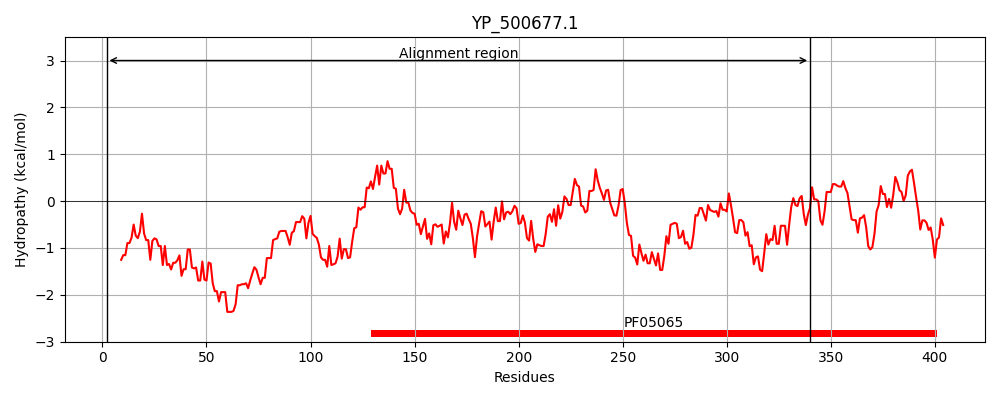 YP_500677.1
Alignment region
3
2
1
0
−1
−2
−3
Hydropathy (kcal/mol)
PF05065
0 50 100 150 200 250 300 350 400
Residues